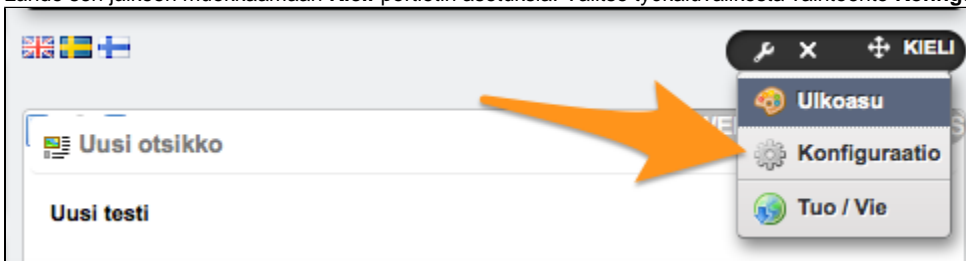 KIELI
Ulkoasu
Uusi otsikko
Konfiguraatio
Uusi testi
Tuo / Vie